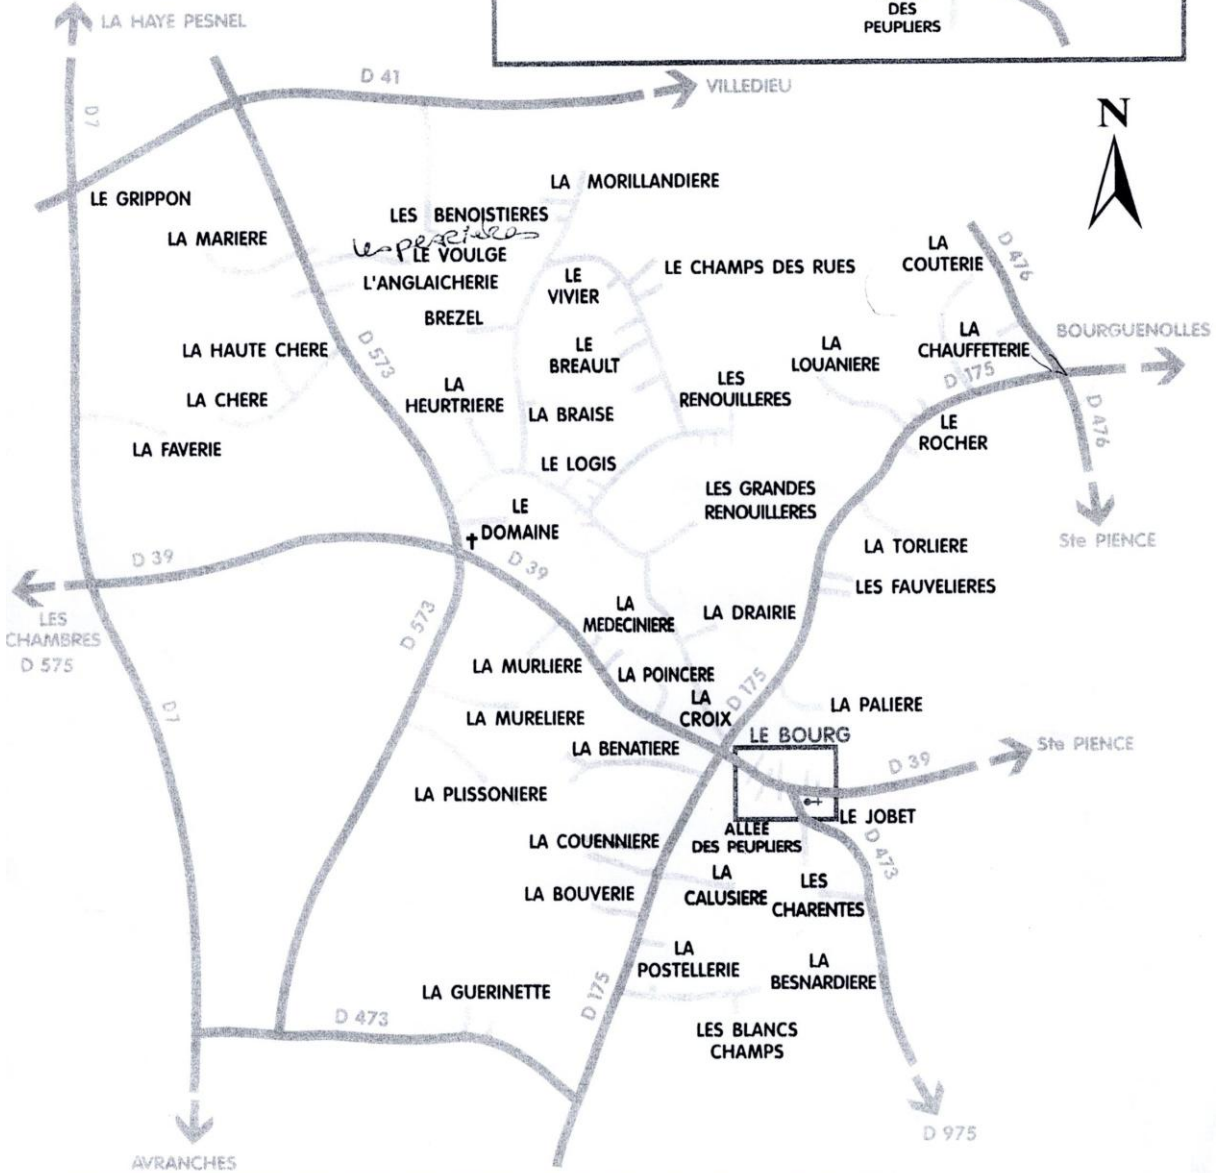 DES
PEUPLIERS
LA HAYE PESNEL
D 41
VILLEDIEU
D7
N
LA MORILLANDIERE
LE GRIPPON
LES BENOISTIERES
LA MARIERE
les perrières
LE VOULGE
LA
COUTERIE
D 476
L'ANGLAICHERIE
LE
VIVIER
LE CHAMPS DES RUES
BREZEL
LA HAUTE CHERE
D 573
LE
BREAULT
LA
LOUANIERE
LA
CHAUFFETERIE
BOURGUENOLLES
D 175
LA CHERE
LA
HEURTRIERE
LA BRAISE
LES
RENOUILLERES
LE
ROCHER
D 476
LA FAVERIE
LE LOGIS
LES GRANDES
RENOUILLERES
LE
DOMAINE
Ste PIENCE
LA TORLIERE
D 39
D 39
LES FAUVELIERES
LES
CHAMBRES
D 575
D 573
LA
MEDECINIERE
LA DRAIRIE
LA MURLIERE
LA POINCERE
D 175
LA
CROIX
LA PALIERE
D7
LA MURELIERE
LA BENATIERE
LE BOURG
Ste PIENCE
D 39
LA PLISSONIERE
LE JOBET
LA COUENNIERE
ALLEE
DES PEUPLIERS
D 473
LA BOUVERIE
LA
CALUSIERE
LES
CHARENTES
LA
POSTELLERIE
LA
BESNARDIERE
LA GUERINETTE
D 175
D 473
LES BLANCS
CHAMPS
D 975
AVRANCHES